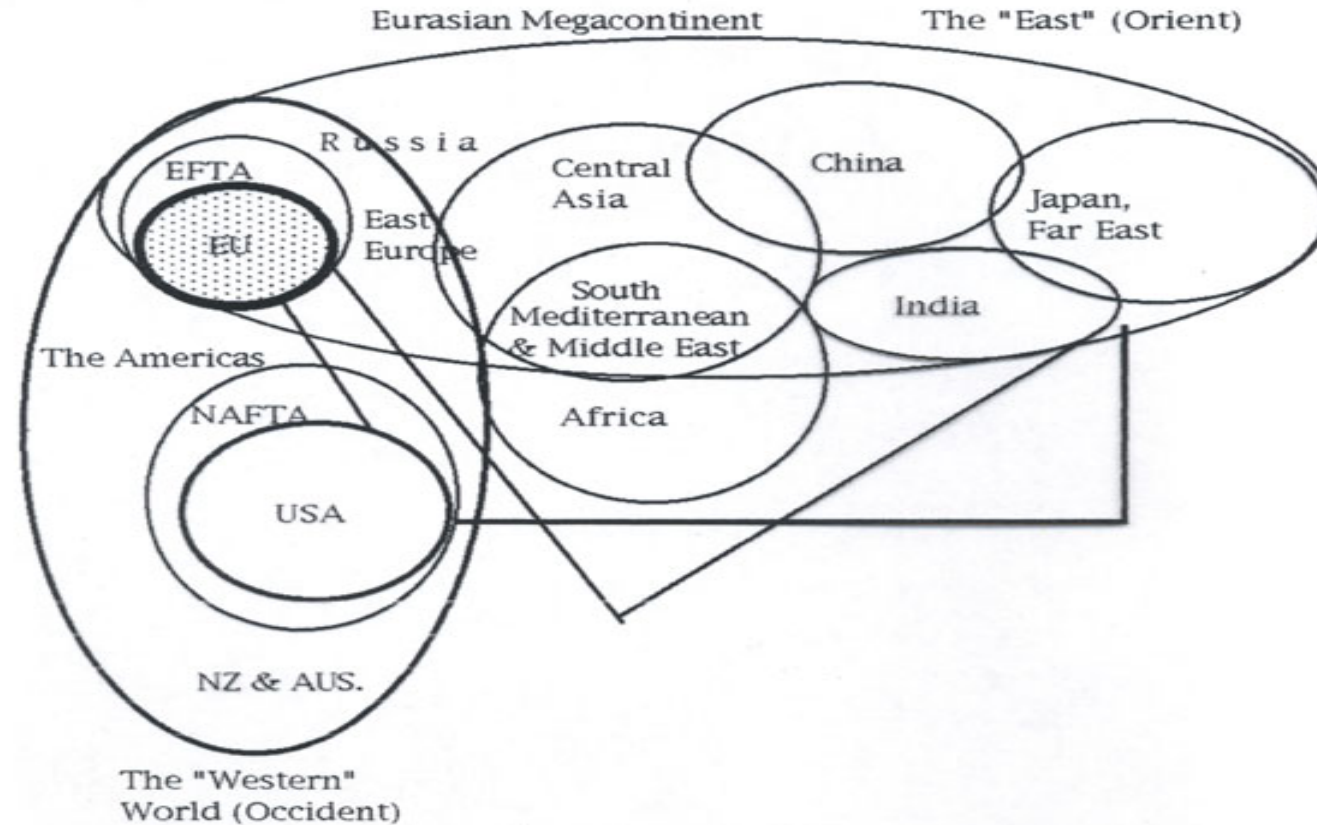 Eurasian Megacontinent
The "East" (Orient)
Russia
EFTA
EU
East
Europe
Central
Asia
China
Japan,
Far East
South
Mediterranean
& Middle East
India
The Americas
NAFTA
Africa
USA
NZ & AUS.
The "Western"
World (Occident)